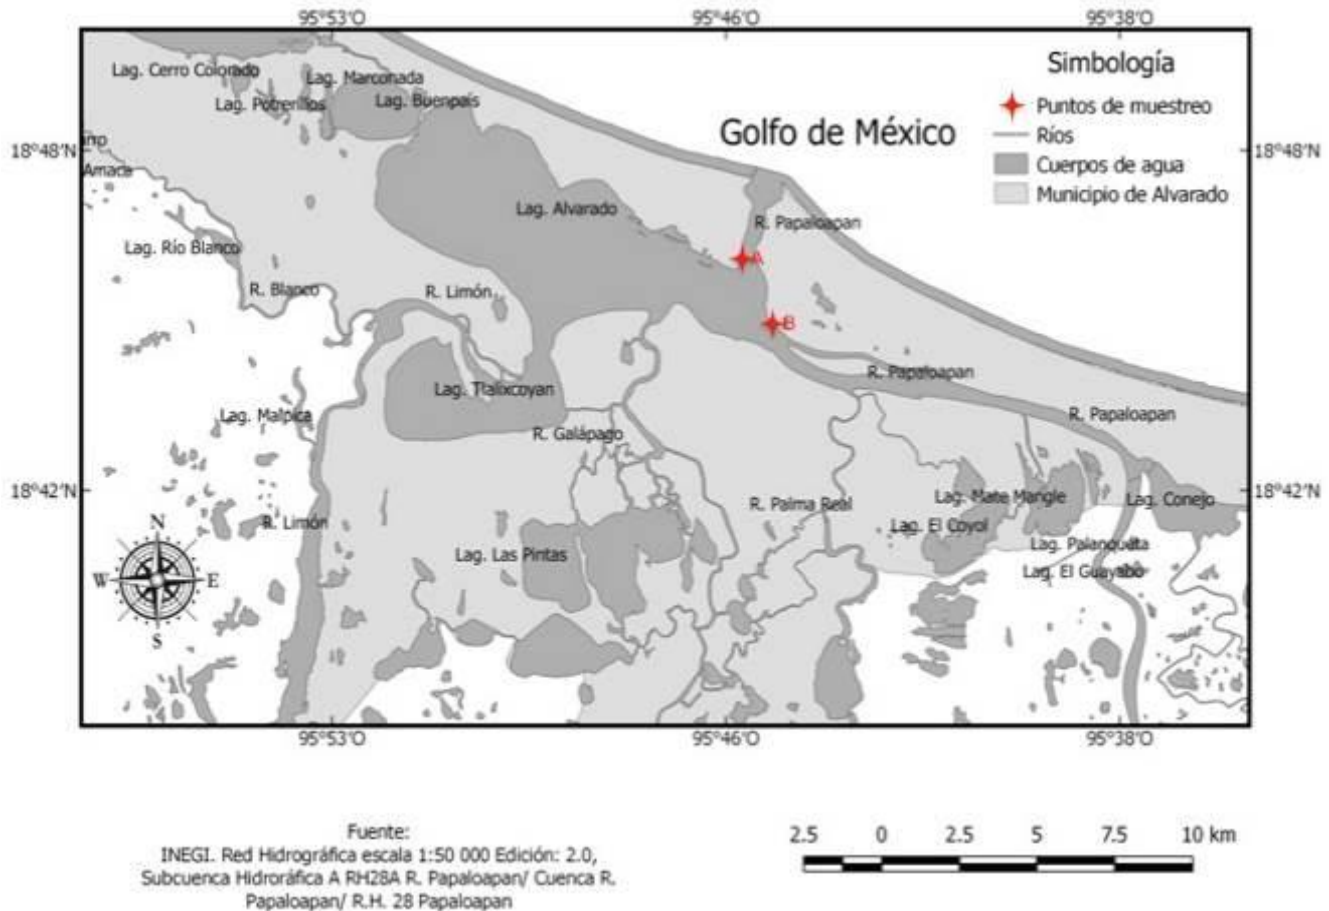 95°53'O
95°46'O
95°38'O
Simbología
Puntos de muestreo
Ríos
Cuerpos de agua
Municipio de Alvarado
Golfo de México
Lag. Cerro Colorado
Lag. Marconada
Lag. Potrerillos
Lag. Buenpais
18°48'N
18°48'N
Amaca
Lag. Alvarado
R. Papaloapan
Lag. Río Blanco
A
R. Blanco
R. Limón
B
R. Papaloapan
Lag. Tlalixcoyan
Lag. Malpica
R. Papaloapan
R. Galápago
18°42'N
18°42'N
R. Limón
R. Palma Real
Lag. Mate Mangle
Lag. Conejo
Lag. El Coyol
Lag. Las Pintas
Lag. Palanqueta
Lag. El Guayabo
N
W
E
S
95°53'O
95°46'O
95°38'O
Fuente:
INEGI. Red Hidrográfica escala 1:50 000 Edición: 2.0,
Subcuenca Hidroráfica A RH28A R. Papaloapan/ Cuenca R.
Papaloapan/ R.H. 28 Papaloapan
2.5 0 2.5 5 7.5 10 km